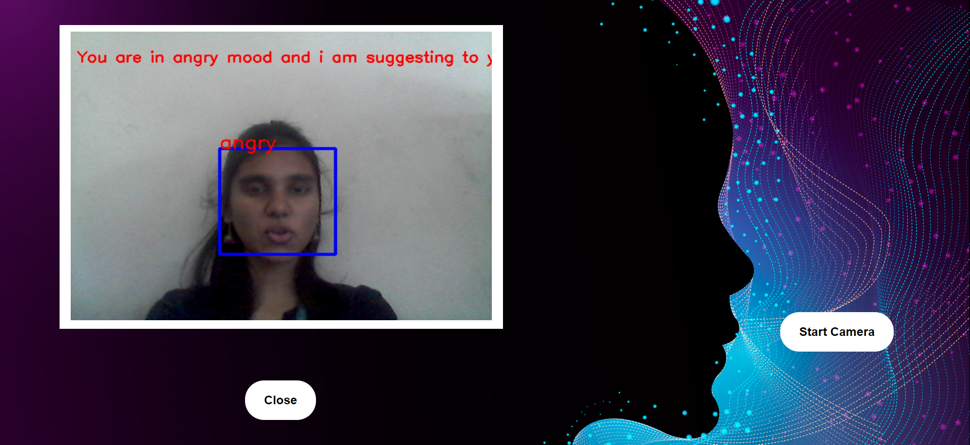 You are in angry mood and i am suggesting to y
angry
Start Camera
Close